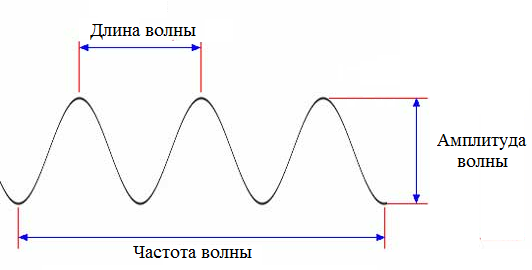 Длина волны
Амплитуда
волны
Частота волны